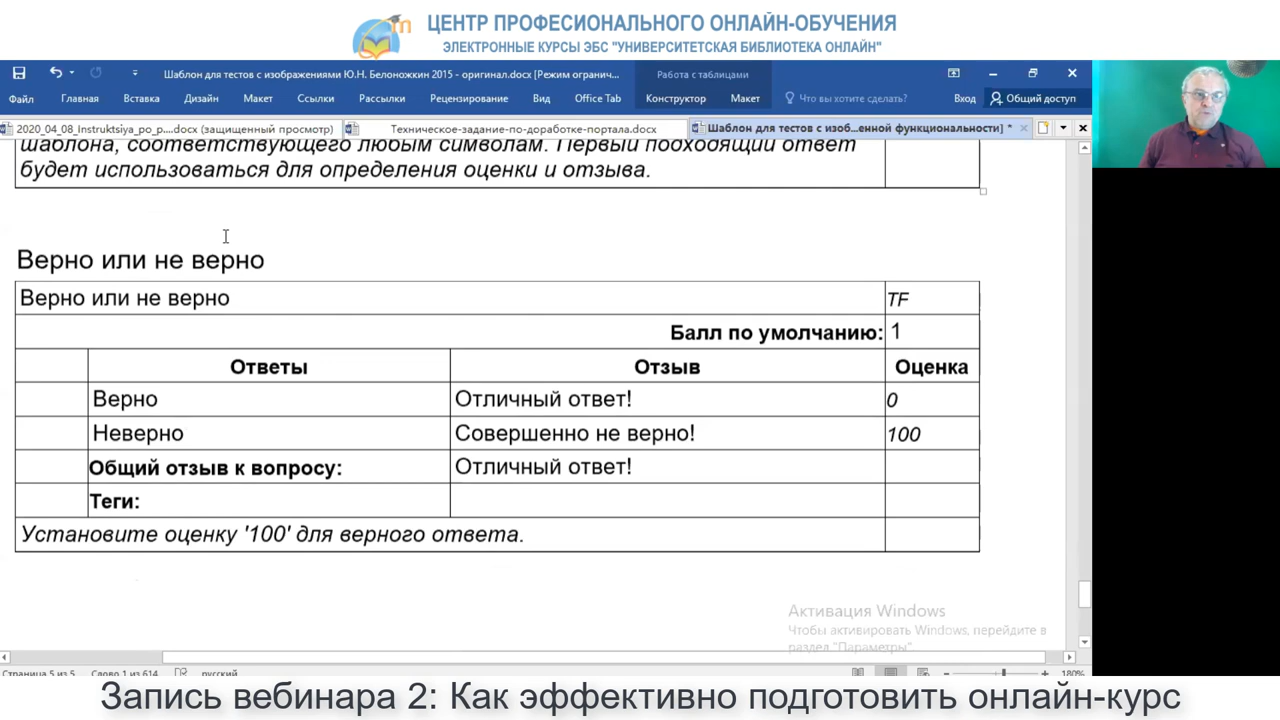 ЦЕНТР ПРОФЕСИОНАЛЬНОГО ОНЛАЙН-ОБУЧЕНИЯ
ЭЛЕКТРОННЫЕ КУРСЫ ЭБС "УНИВЕРСИТЕТСКАЯ БИБЛИОТЕКА ОНЛАЙН"
Шаблон для тестов с изображениями Ю.Н. Белоножкин 2015 - оригинал.docx [Режим огранич... Работа с таблицами
Файл Главная Вставка Дизайн Макет Ссылки Рассылки Рецензирование Вид Office Tab Конструктор Макет Что вы хотите сделать? Вход Общий доступ
2020_04_08_Instruktsiya_po_p....docx (защищенный просмотр) Техническое-задание-по-доработке-портала.docx Шаблон для тестов с изоб...енной функциональности] *
шаблона, соответствующего любым символам. Первый подходящий ответ
будет использоваться для определения оценки и отзыва.
Верно или не верно
Верно или не верно TF
Балл по умолчанию: 1
Ответы Отзыв Оценка
Верно Отличный ответ! 0
Неверно Совершенно не верно! 100
Общий отзыв к вопросу: Отличный ответ!
Теги:
Установите оценку '100' для верного ответа.
Активация Windows
Чтобы активировать Windows, перейдите в
раздел "Параметры".
Страница 5 из 5 Слово 1 из 614 русский 180%
Запись вебинара 2: Как эффективно подготовить онлайн-курс